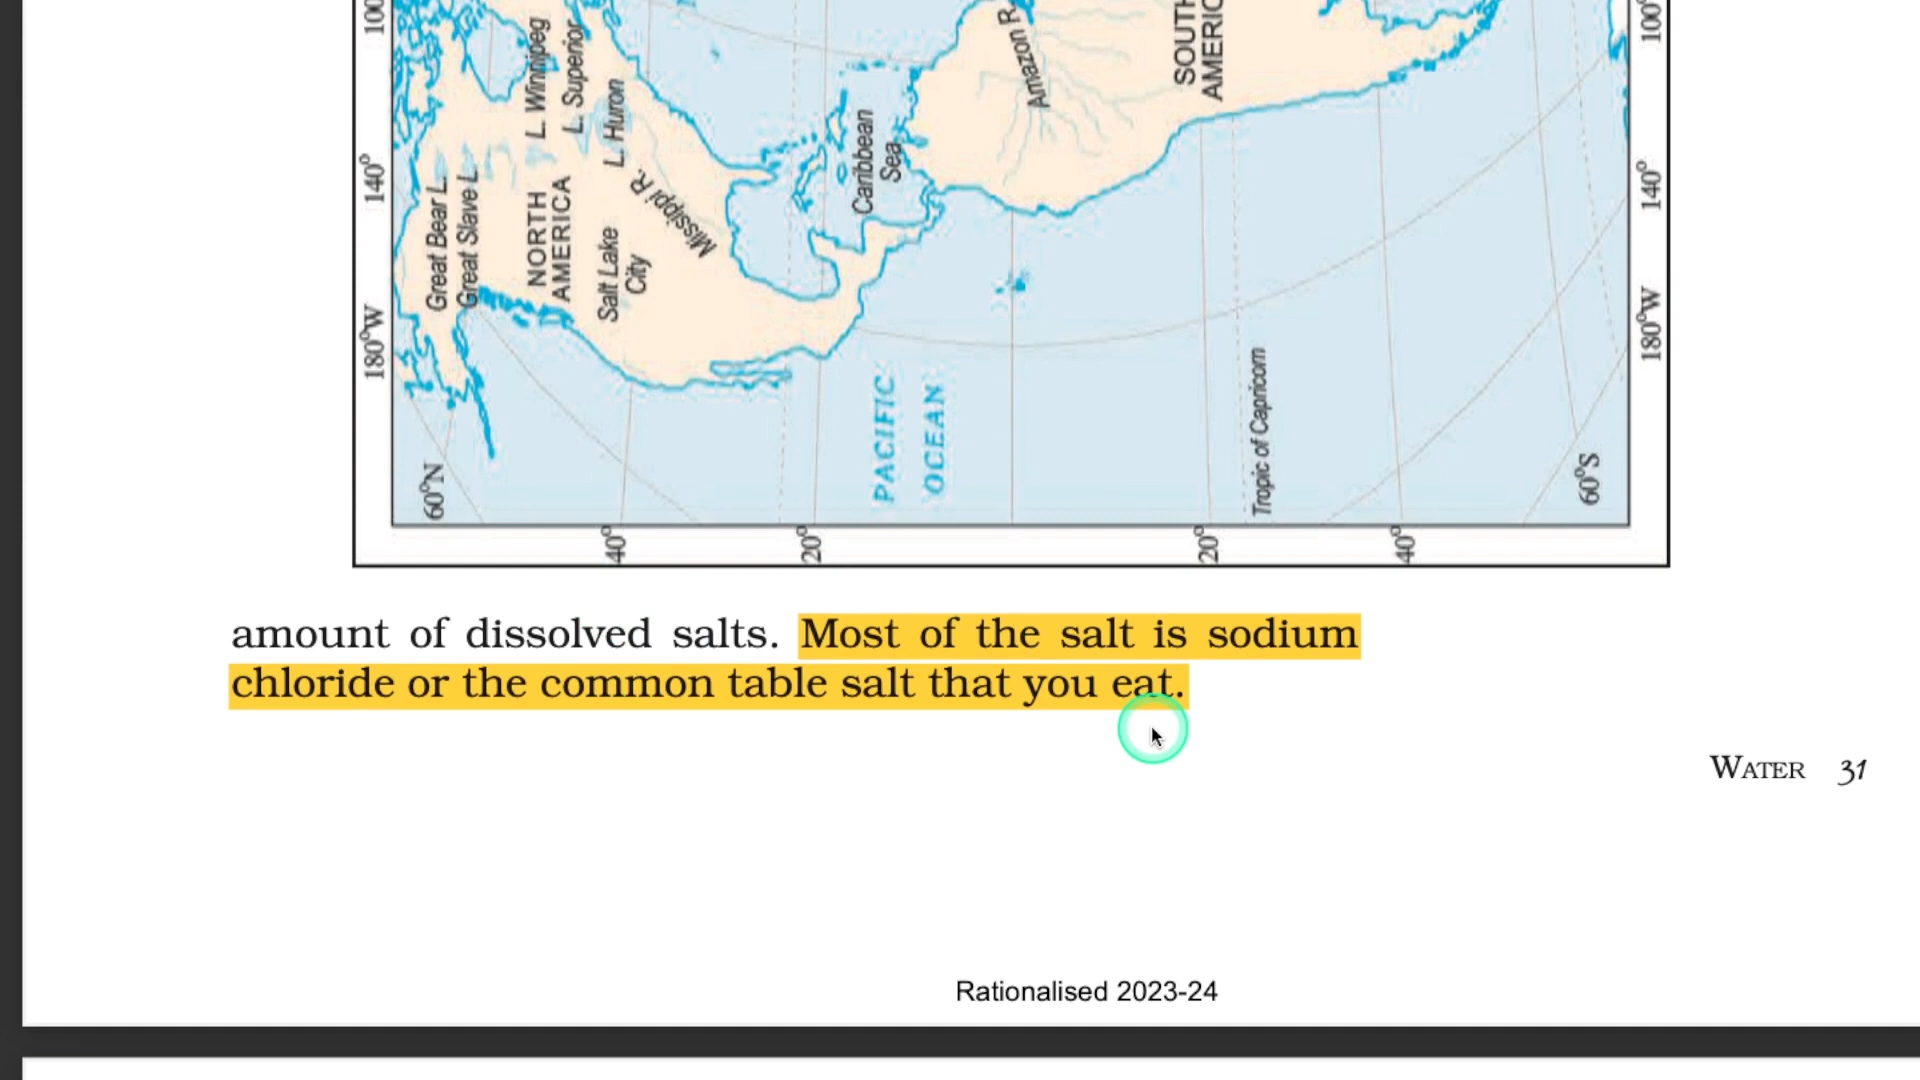 100
L. Winnipeg
L. Superior
L. Huron
Amazon R.
SOUTH
AMERIC
100
140°
Great Bear L.
Great Slave L.
NORTH
AMERICA
Salt Lake
City
Mississippi R.
Caribbean
Sea
140°
180°W
180°W
60°N
PACIFIC
OCEAN
Tropic of Capricorn
60°S
40°
20°
20°
40°
amount of dissolved salts. Most of the salt is sodium
chloride or the common table salt that you eat.
WATER 31
Rationalised 2023-24